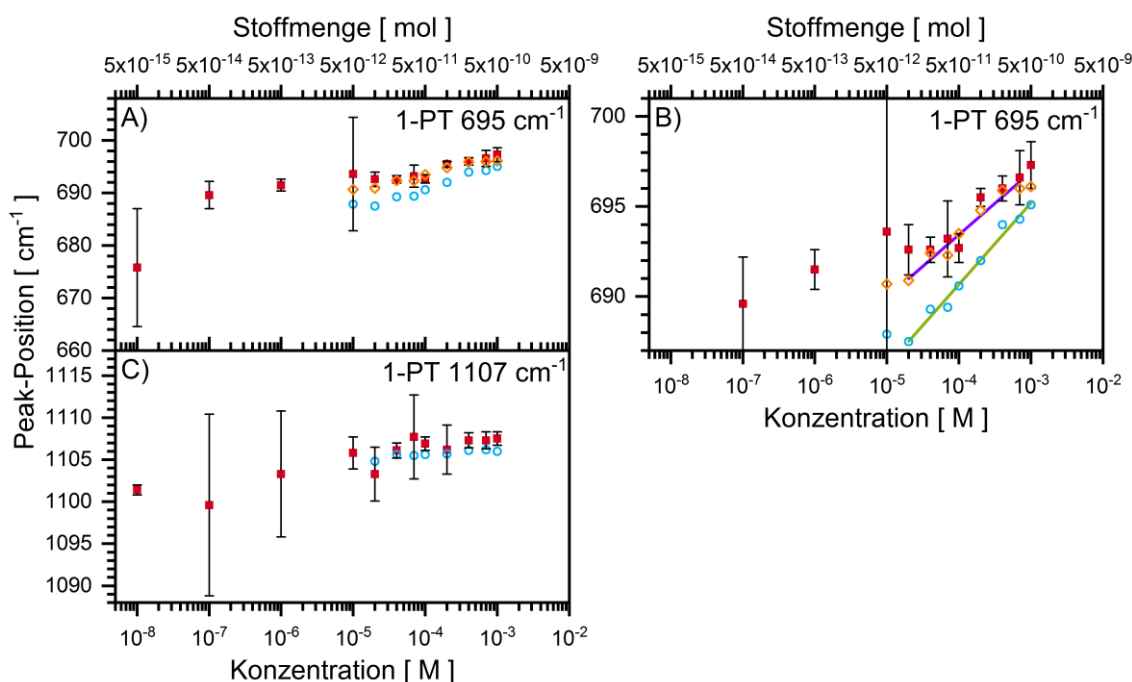 Stoffmenge [ mol ]
5x10⁻¹⁵ 5x10⁻¹⁴ 5x10⁻¹³ 5x10⁻¹² 5x10⁻¹¹ 5x10⁻¹⁰ 5x10⁻⁹
A) 1-PT 695 cm⁻¹
700
690
680
670
660
C) 1-PT 1107 cm⁻¹
1115
1110
1105
1100
1095
1090
Peak-Position [ cm⁻¹ ]
10⁻⁸ 10⁻⁷ 10⁻⁶ 10⁻⁵ 10⁻⁴ 10⁻³ 10⁻²
Konzentration [ M ]
Stoffmenge [ mol ]
5x10⁻¹⁵ 5x10⁻¹⁴ 5x10⁻¹³ 5x10⁻¹² 5x10⁻¹¹ 5x10⁻¹⁰ 5x10⁻⁹
B) 1-PT 695 cm⁻¹
700
695
690
10⁻⁸ 10⁻⁷ 10⁻⁶ 10⁻⁵ 10⁻⁴ 10⁻³ 10⁻²
Konzentration [ M ]